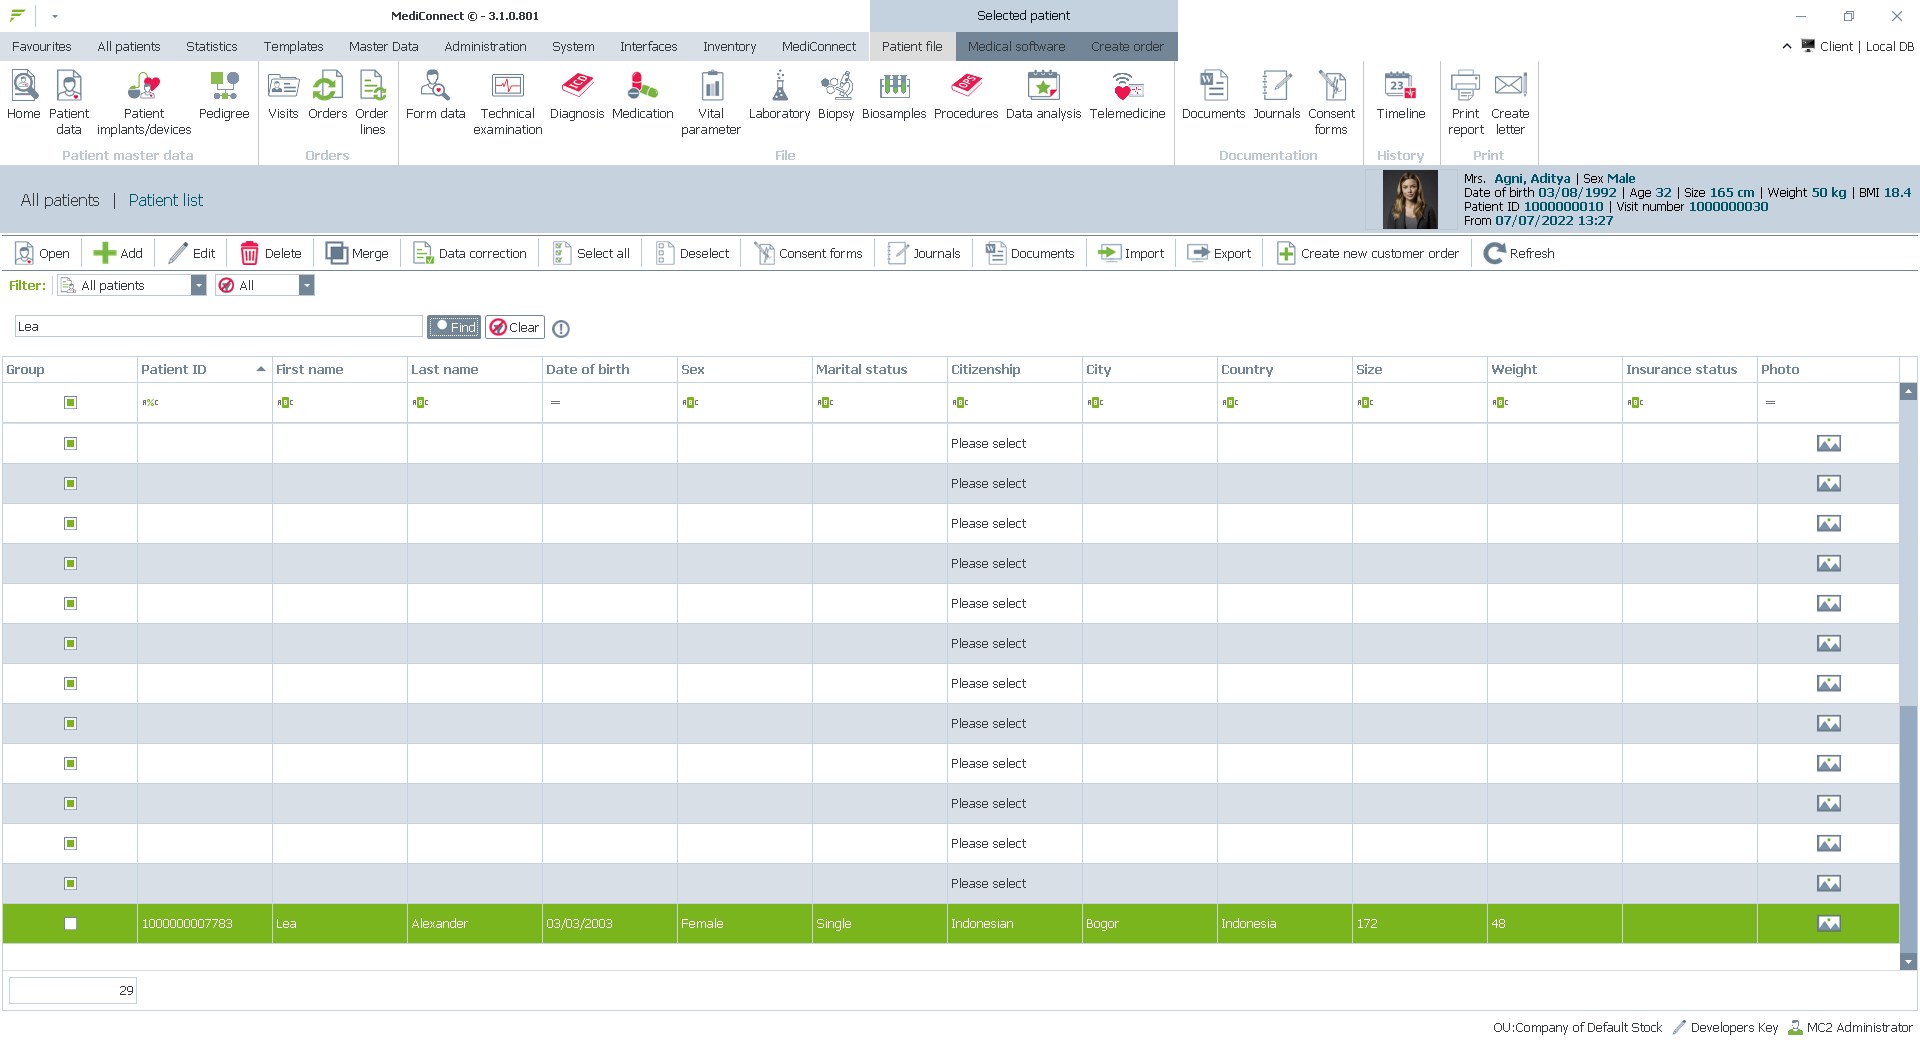 MediConnect © - 3.1.0.801
Selected patient
Favourites All patients Statistics Templates Master Data Administration System Interfaces Inventory MediConnect Patient file Medical software Create order
Client | Local DB
Home Patient data Patient implants/devices Pedigree Visits Orders Order lines Form data Technical examination Diagnosis Medication Vital parameter Laboratory Biopsy Biosamples Procedures Data analysis Telemedicine Documents Journals Consent forms Timeline Print report Create letter
Patient master data Orders File Documentation History Print
All patients | Patient list
Mrs. Agni, Aditya | Sex Male
Date of birth 03/08/1992 | Age 32 | Size 165 cm | Weight 50 kg | BMI 18.4
Patient ID 1000000010 | Visit number 1000000030
From 07/07/2022 13:27
Open Add Edit Delete Merge Data correction Select all Deselect Consent forms Journals Documents Import Export Create new customer order Refresh
Filter: All patients All
Lea Find Clear
Group Patient ID First name Last name Date of birth Sex Marital status Citizenship City Country Size Weight Insurance status Photo
Please select
Please select
Please select
Please select
Please select
Please select
Please select
Please select
Please select
Please select
Please select
Please select
1000000007783 Lea Alexander 03/03/2003 Female Single Indonesian Bogor Indonesia 172 48
29
OU:Company of Default Stock Developers Key MC2 Administrator